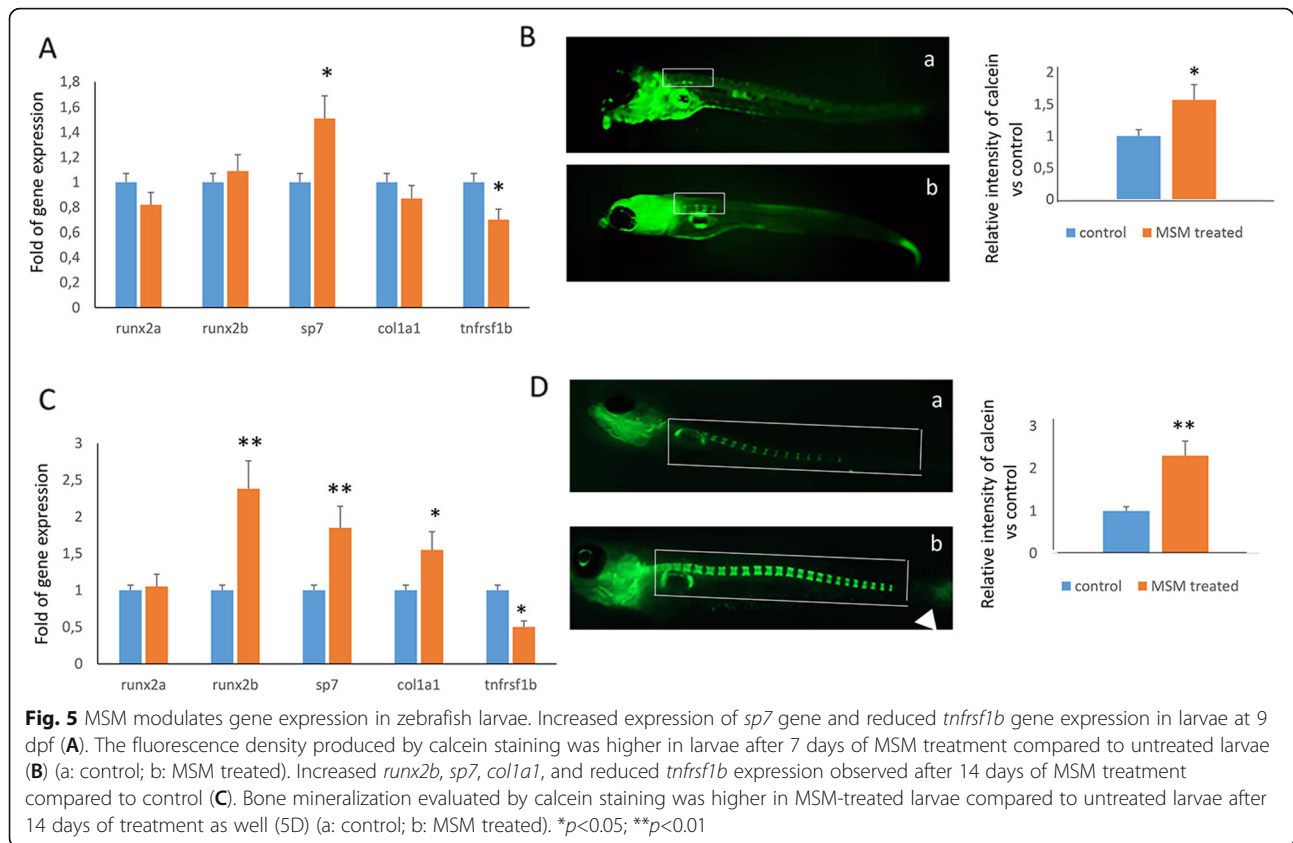 A
Fold of gene expression
1,8
1,6
1,4
1,2
1
0,8
0,6
0,4
0,2
0
*
*
runx2a runx2b sp7 col1a1 tnfrsf1b
B
a
b
Relative intensity of calcein
vs control
2
1,5
1
0,5
0
*
control MSM treated
C
Fold of gene expression
3
2,5
2
1,5
1
0,5
0
**
**
*
*
runx2a runx2b sp7 col1a1 tnfrsf1b
D
a
b
Relative intensity of calcein
vs control
3
2
1
0
**
control MSM treated
Fig. 5 MSM modulates gene expression in zebrafish larvae. Increased expression of sp7 gene and reduced tnfrsf1b gene expression in larvae at 9
dpf (A). The fluorescence density produced by calcein staining was higher in larvae after 7 days of MSM treatment compared to untreated larvae
(B) (a: control; b: MSM treated). Increased runx2b, sp7, col1a1, and reduced tnfrsf1b expression observed after 14 days of MSM treatment
compared to control (C). Bone mineralization evaluated by calcein staining was higher in MSM-treated larvae compared to untreated larvae after
14 days of treatment as well (5D) (a: control; b: MSM treated). *p<0.05; **p<0.01